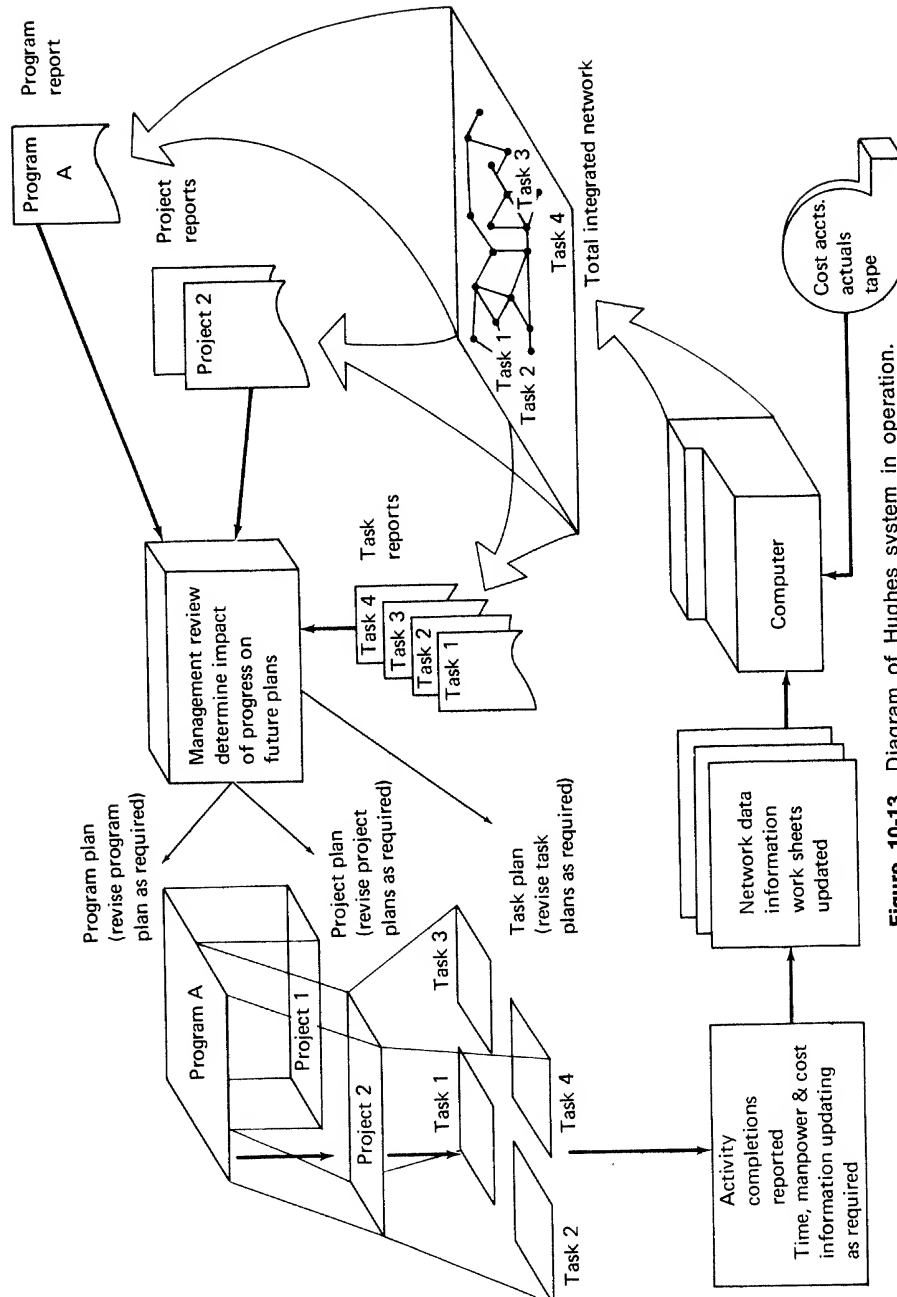 Program
report
Program
A
Project
reports
Project 2
Management review
determine impact
of progress on
future plans
Task
reports
Task 4
Task 3
Task 2
Task 1
Program plan
(revise program
plan as required)
Project plan
(revise project
plans as required)
Task plan
(revise task
plans as required)
Program A
Project 1
Project 2
Task 3
Task 1
Task 4
Task 2
Task 1
Task 2
Task 3
Task 4
Total integrated network
Activity
completions
reported
Time, manpower & cost
information updating
as required
Network data
information
work sheets
updated
Computer
Cost accts.
actuals
tape
Figure 10-13 Diagram of Hughes system in operation.